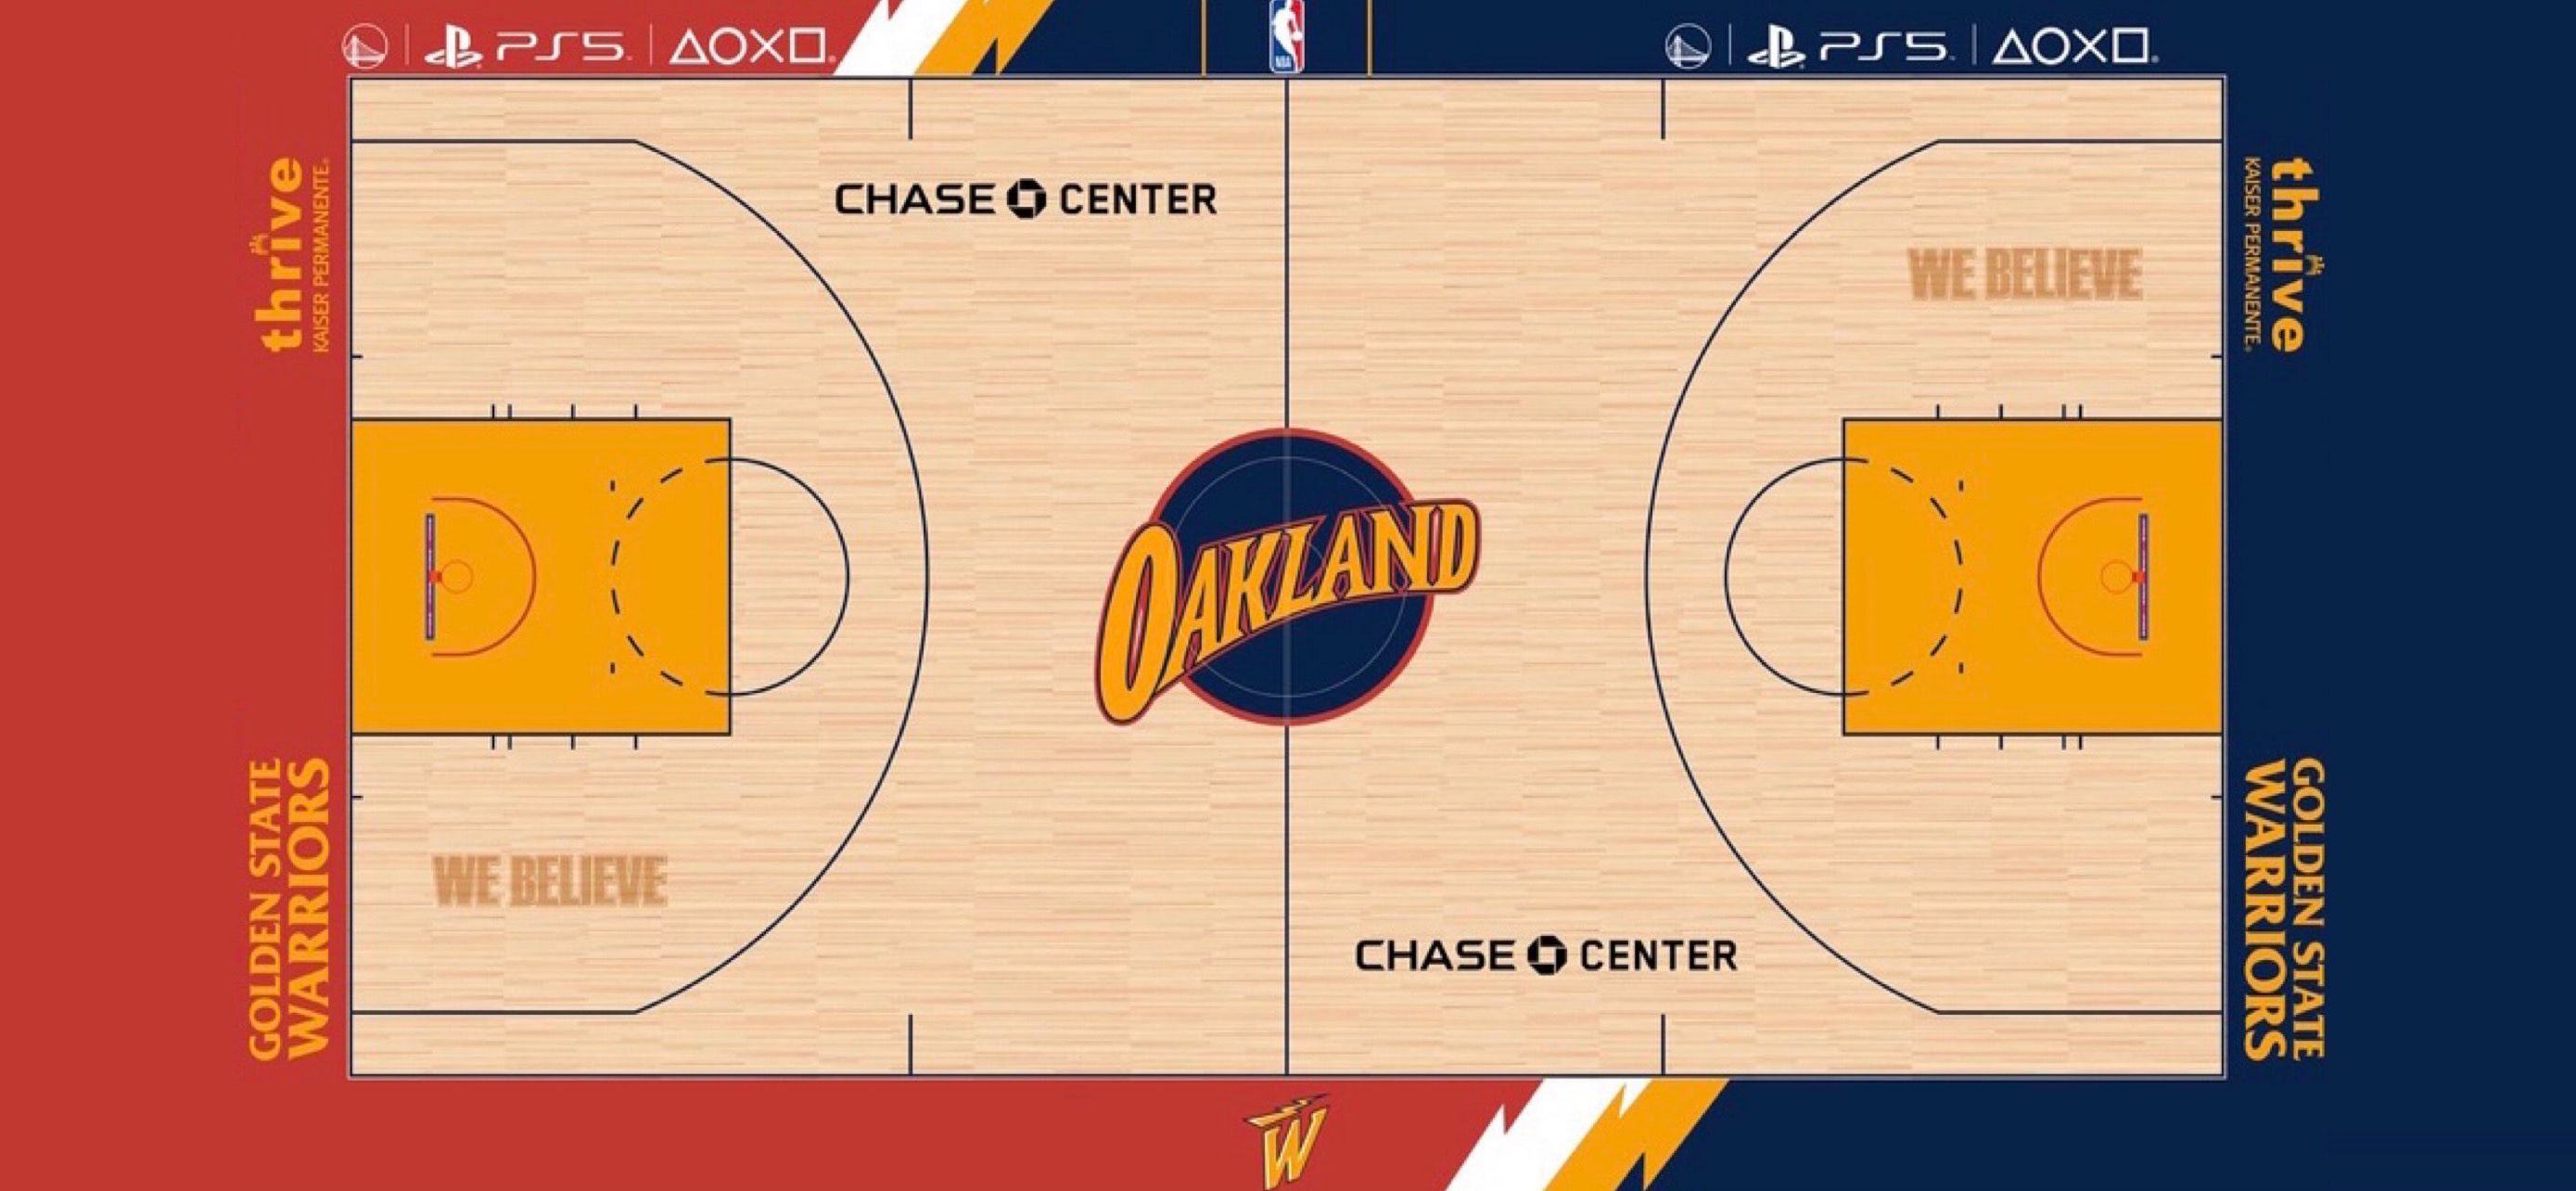 PS5 △○×□
NBA
PS5 △○×□
thrive
KAISER PERMANENTE®
CHASE CENTER
WE BELIEVE
thrive
KAISER PERMANENTE®
OAKLAND
GOLDEN STATE
WARRIORS
WE BELIEVE
CHASE CENTER
GOLDEN STATE
WARRIORS
W